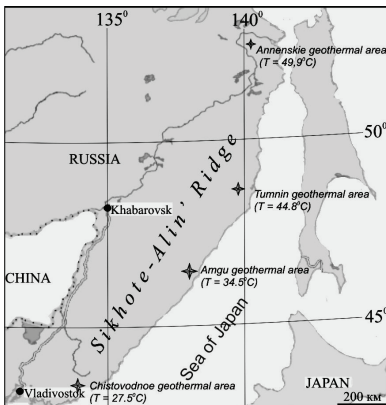 135⁰
140⁰
Annenskie geothermal area
(T = 49,9⁰C)
50⁰
RUSSIA
Tumnin geothermal area
(T = 44.8⁰C)
Khabarovsk
Sikhote-Alin' Ridge
CHINA
Amgu geothermal area
(T = 34.5⁰C)
45⁰
Sea of Japan
Chistovodnoe geothermal area
(T = 27.5⁰C)
Vladivostok
JAPAN
200 км